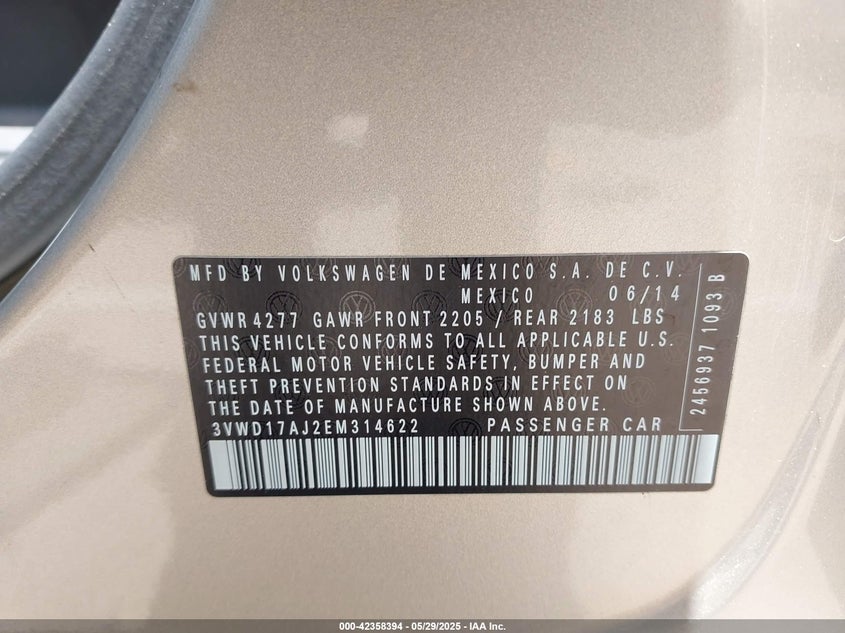 MFD BY VOLKSWAGEN DE MEXICO S.A. DE C.V.
MEXICO 06/14
GVWR 4277 GAWR FRONT 2205 / REAR 2183 LBS
THIS VEHICLE CONFORMS TO ALL APPLICABLE U.S.
FEDERAL MOTOR VEHICLE SAFETY, BUMPER AND
THEFT PREVENTION STANDARDS IN EFFECT ON
THE DATE OF MANUFACTURE SHOWN ABOVE.
3VWD17AJ2EM314622 PASSENGER CAR
2456937 1093 B
000-42358394 - 05/29/2025 - IAA Inc.